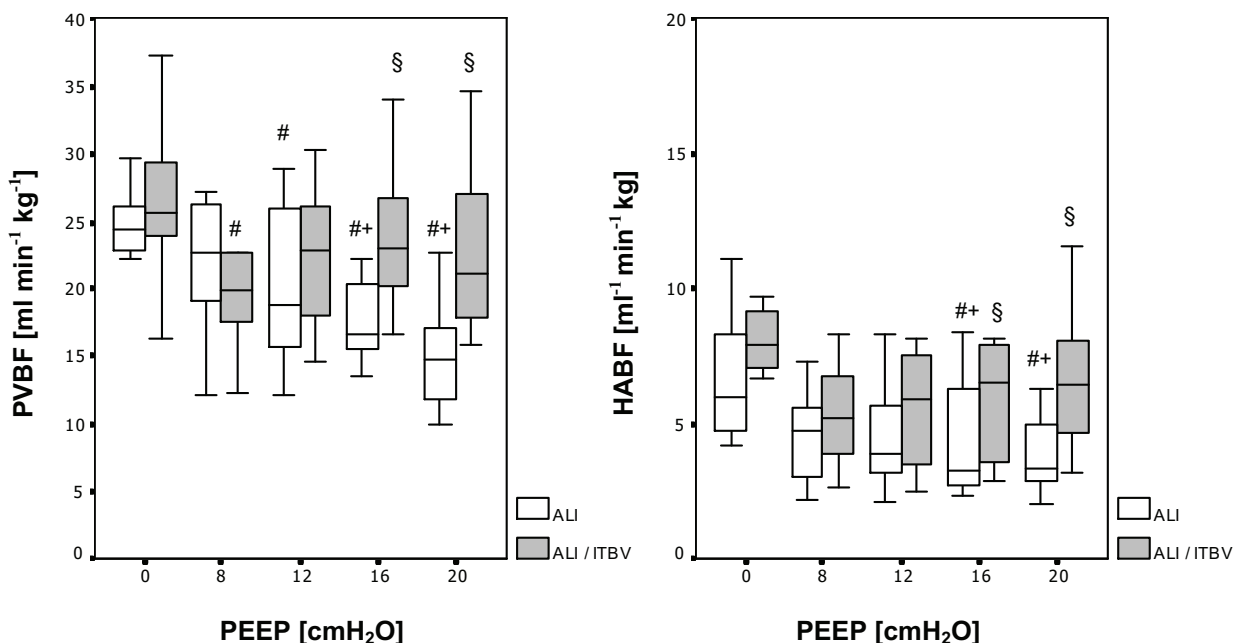 40
35
30
25
20
15
10
5
0
PVBF [ml min⁻¹ kg⁻¹]
§ §
#
# #+ #+
0 8 12 16 20
PEEP [cmH₂O]
ALI
ALI / ITBV
20
15
10
5
0
HABF [ml⁻¹ min⁻¹ kg]
§
#+ §
#+
0 8 12 16 20
PEEP [cmH₂O]
ALI
ALI / ITBV